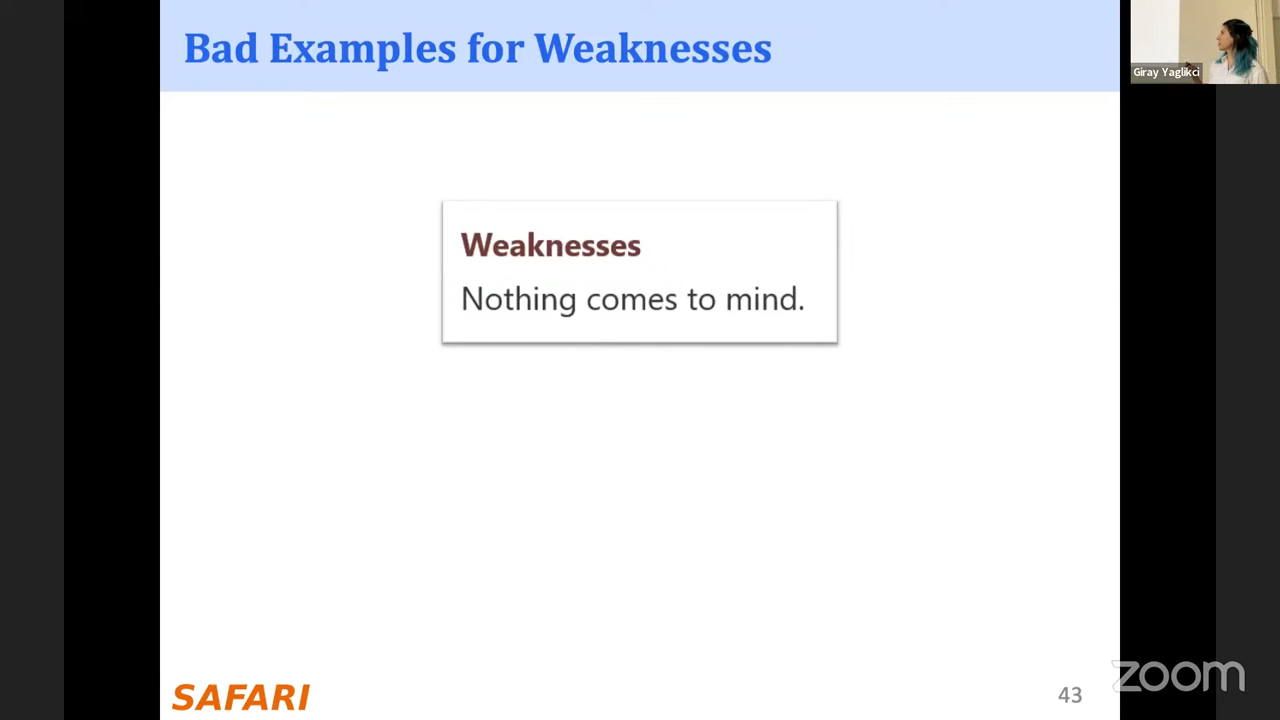 Bad Examples for Weaknesses
Giray Yaglikci
Weaknesses
Nothing comes to mind.
SAFARI
43
zoom